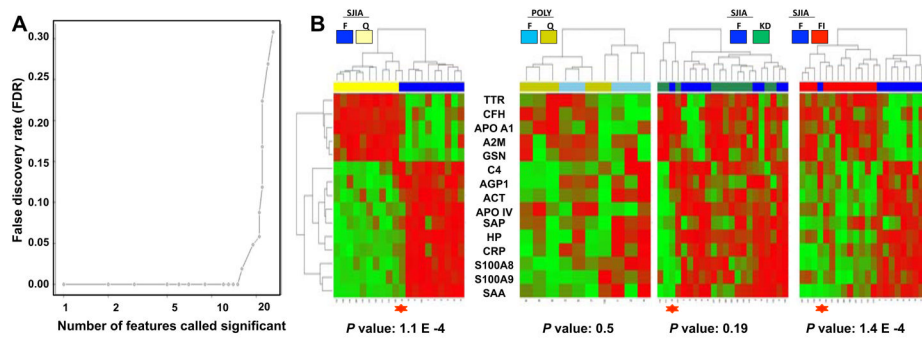 A
False discovery rate (FDR)
0.30
0.25
0.20
0.15
0.10
0.05
0.00
1 2 5 10 20
Number of features called significant
B
SJIA
F Q
POLY
F Q
SJIA
F KD
SJIA
F FI
TTR
CFH
APO A1
A2M
GSN
C4
AGP1
ACT
APO IV
SAP
HP
CRP
S100A8
S100A9
SAA
P value: 1.1 E -4
P value: 0.5
P value: 0.19
P value: 1.4 E -4